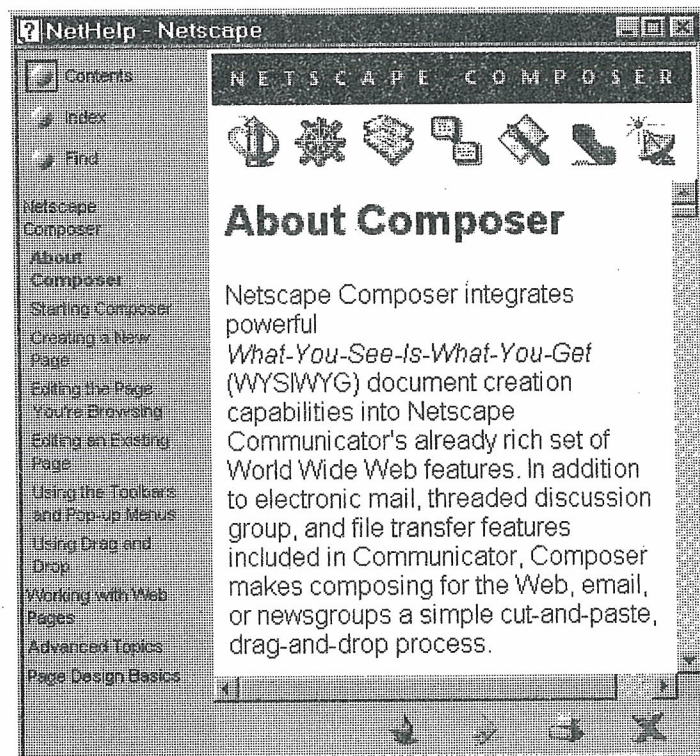 NetHelp - Netscape
Contents
Index
Find
Netscape
Composer
About
Composer
Starting Composer
Creating a New
Page
Editing the Page
You're Browsing
Editing an Existing
Page
Using the Toolbars
and Pop-up Menus
Using Drag and
Drop
Working with Web
Pages
Advanced Topics
Page Design Basics
NETSCAPE COMPOSER
About Composer
Netscape Composer integrates
powerful
What-You-See-Is-What-You-Get
(WYSIWYG) document creation
capabilities into Netscape
Communicator's already rich set of
World Wide Web features. In addition
to electronic mail, threaded discussion
group, and file transfer features
included in Communicator, Composer
makes composing for the Web, email,
or newsgroups a simple cut-and-paste,
drag-and-drop process.